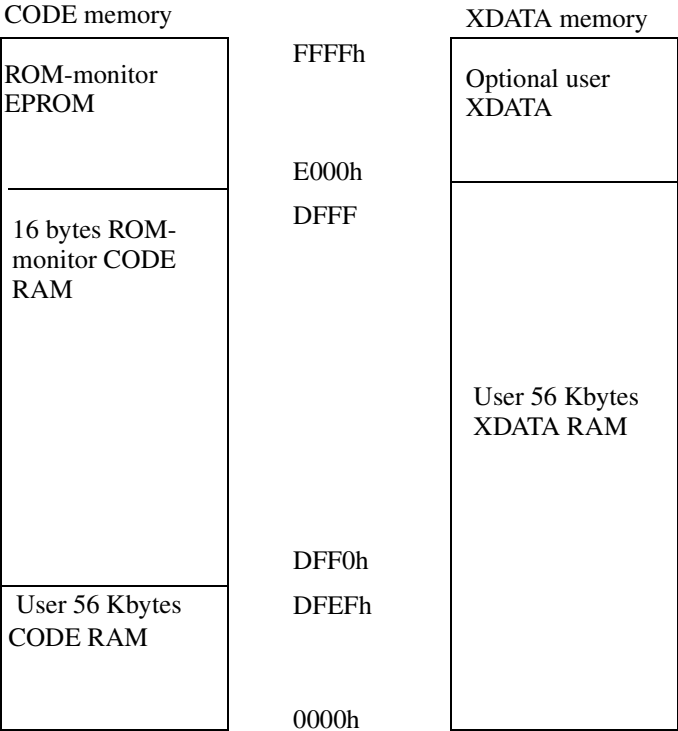 CODE memory
XDATA memory
ROM-monitor
EPROM
FFFFh
Optional user
XDATA
E000h
DFFF
16 bytes ROM-
monitor CODE
RAM
User 56 Kbytes
XDATA RAM
DFF0h
User 56 Kbytes
CODE RAM
DFEFh
0000h